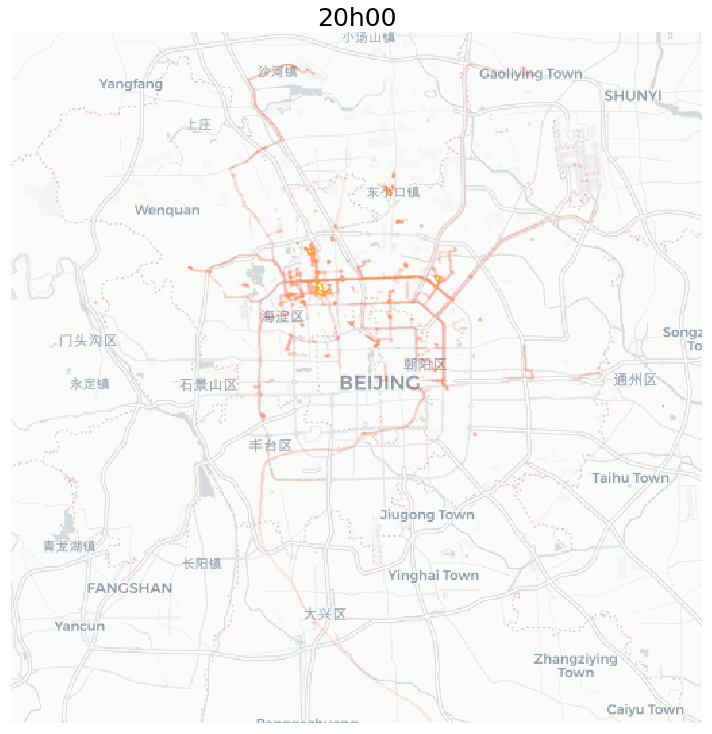 20h00
小汤山镇
沙河镇
Gaoliying Town
Yangfang
SHUNYI
上庄
东小口镇
Wenquan
海淀区
门头沟区
朝阳区
永定镇
石景山区
BEIJING
通州区
丰台区
Taihu Town
Jiugong Town
青龙湖镇
长阳镇
Yinghai Town
FANGSHAN
大兴区
Yancun
Zhangziying
Town
Caiyu Town